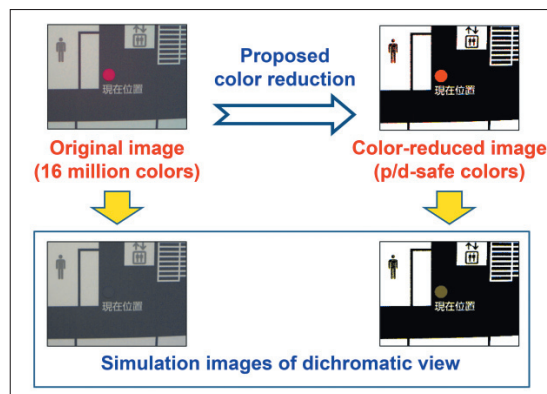 現在位置
Proposed
color reduction
現在位置
Original image
(16 million colors)
Color-reduced image
(p/d-safe colors)
現在位置
現在位置
Simulation images of dichromatic view